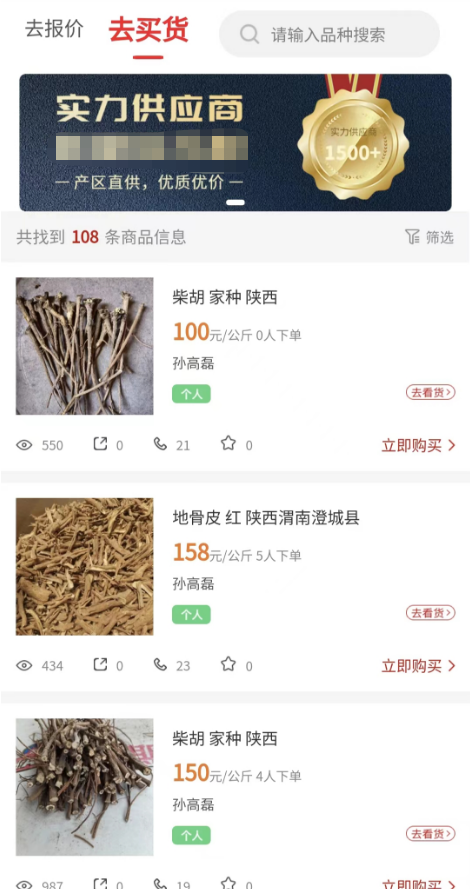 去报价 去买货 请输入品种搜索
实力供应商
实力供应商
1500+
— 产区直供，优质优价 —
共找到 108 条商品信息 筛选
柴胡 家种 陕西
100元/公斤 0人下单
孙高磊
个人 去看货>
550 0 21 0 立即购买 >
地骨皮 红 陕西渭南澄城县
158元/公斤 5人下单
孙高磊
个人 去看货>
434 0 23 0 立即购买 >
柴胡 家种 陕西
150元/公斤 4人下单
孙高磊
个人 去看货>
987 0 19 0 立即购买 >